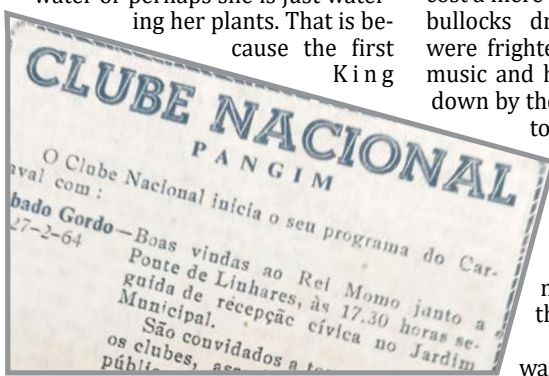 water or perhaps she is just water-
ing her plants. That is be-
cause the first
King
CLUBE NACIONAL
PANGIM
O Clube Nacional inicia o seu programa do Car-
aval com :
bado Gordo—Boas vindas ao Rei Momo junto a
27-2-64 Ponte de Linhares, às 17.30 horas se-
guida de recepção cívica no Jardim
Municipal.
São convidados a
os clubes,
públi
cost a mere
bullocks dr
were frighte
music and h
down by the
to
n
th
wa